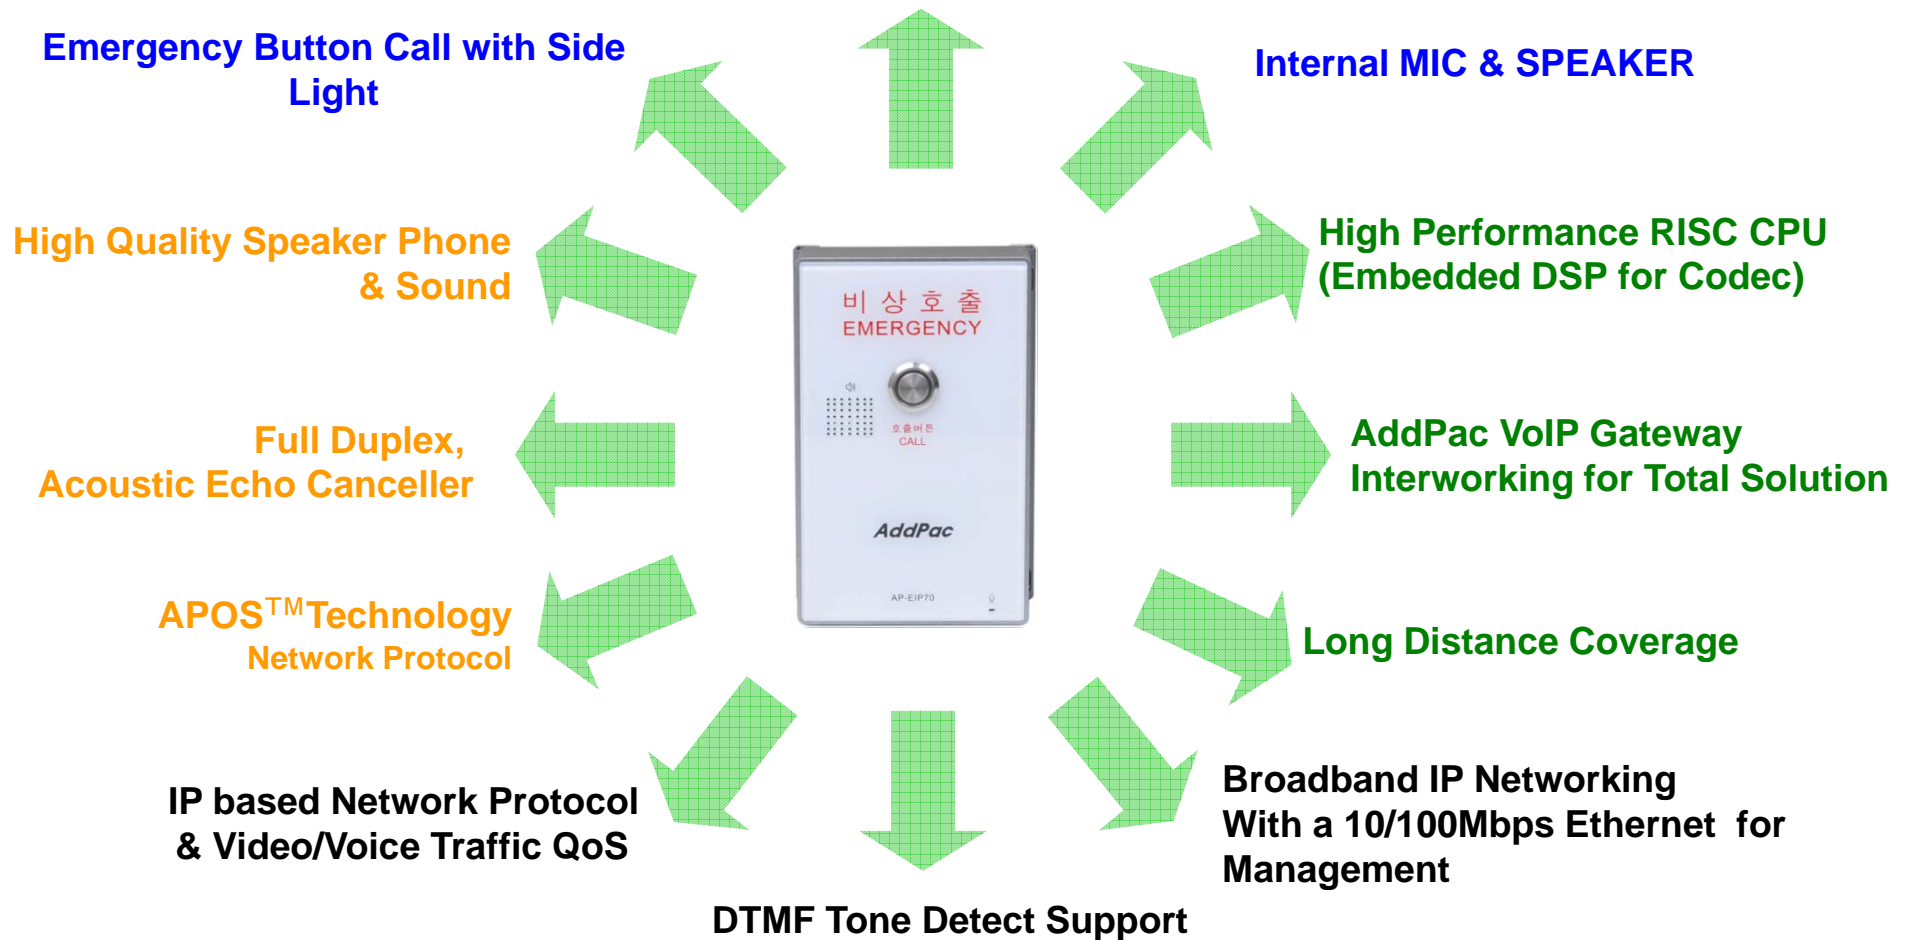 Emergency Button Call with Side
Light
Internal MIC & SPEAKER
High Quality Speaker Phone
& Sound
High Performance RISC CPU
(Embedded DSP for Codec)
비상호출
EMERGENCY
호출버튼
CALL
Full Duplex,
Acoustic Echo Canceller
AddPac VoIP Gateway
Interworking for Total Solution
AddPac
AP-EIP70
APOS™Technology
Network Protocol
Long Distance Coverage
IP based Network Protocol
& Video/Voice Traffic QoS
Broadband IP Networking
With a 10/100Mbps Ethernet for
Management
DTMF Tone Detect Support